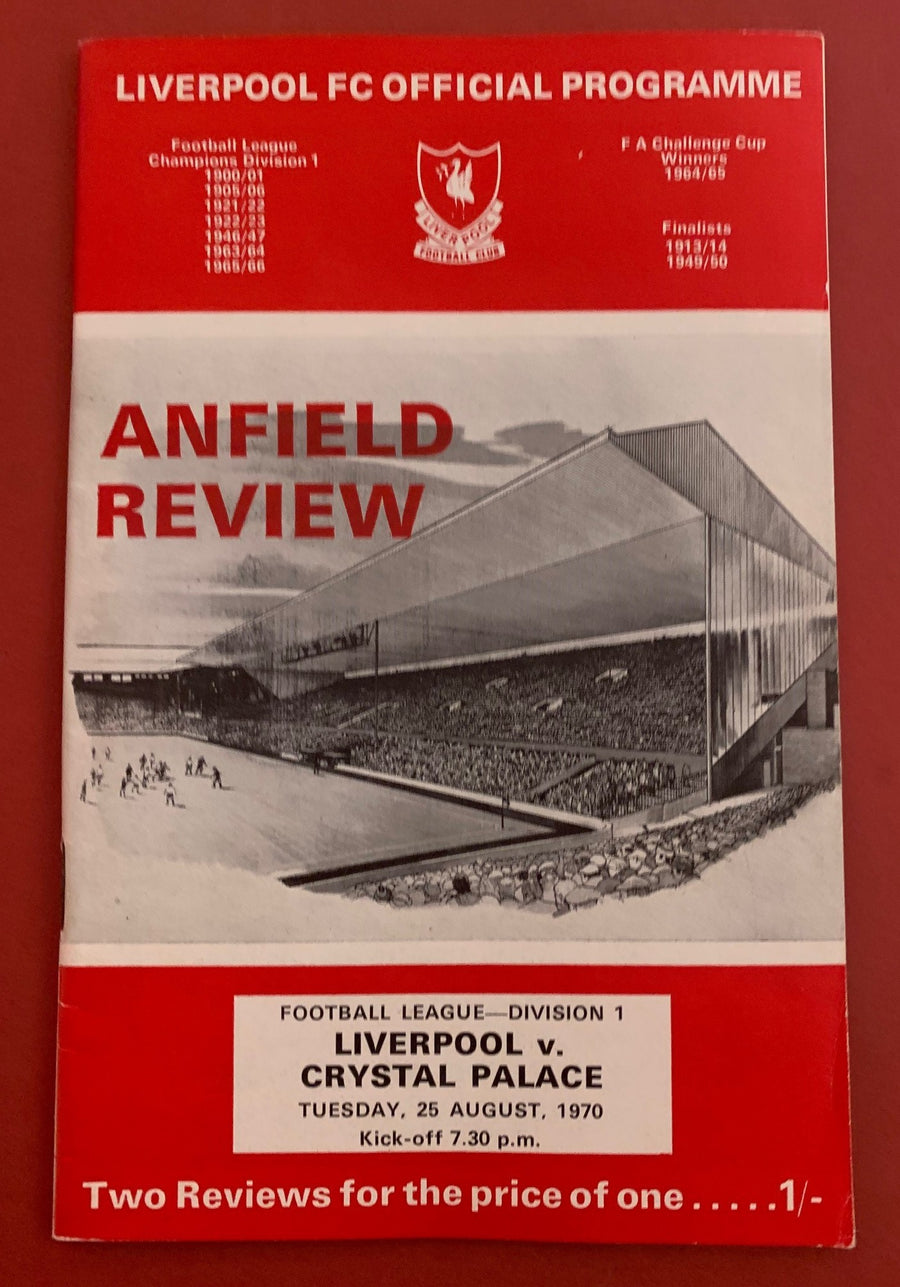 LIVERPOOL FC OFFICIAL PROGRAMME
Football League
Champions Division 1
1900/01
1905/06
1921/22
1922/23
1946/47
1963/64
1965/66
LIVERPOOL
FOOTBALL CLUB
F A Challenge Cup
Winners
1964/65
Finalists
1913/14
1949/50
ANFIELD
REVIEW
FOOTBALL LEAGUE—DIVISION 1
LIVERPOOL v.
CRYSTAL PALACE
TUESDAY, 25 AUGUST, 1970
Kick-off 7.30 p.m.
Two Reviews for the price of one.....1/-